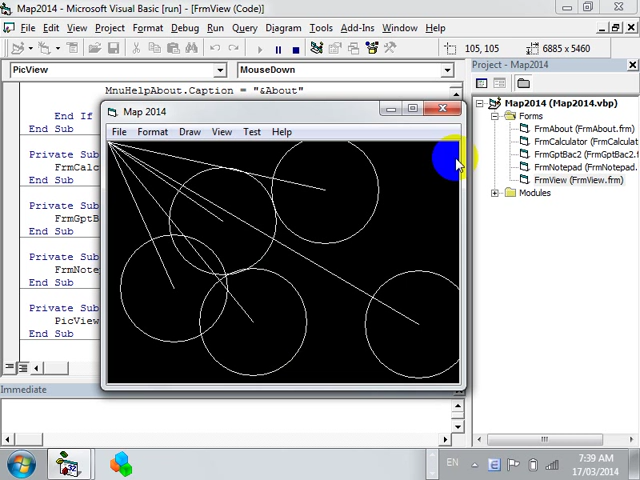 Map2014 - Microsoft Visual Basic [run] - [FrmView (Code)]
File Edit View Project Format Debug Run Query Diagram Tools Add-Ins Window Help
105, 105 6885 x 5460
PicView MouseDown
MnuHelpAbout.Caption = "&About"
End If
End Sub
Private Sub
FrmCalc
End Sub
Private Sub
FrmGpt
End Sub
Private Sub
FrmNote
End Sub
Private Sub
PicView
End Sub
Map 2014
File Format Draw View Test Help
Immediate
Project - Map2014
Map2014 (Map2014.vbp)
Forms
FrmAbout (FrmAbout.frm)
FrmCalculator (FrmCalculat
FrmGptBac2 (FrmGptBac2.f
FrmNotepad (FrmNotepad.
FrmView (FrmView.frm)
Modules
EN
7:39 AM
17/03/2014